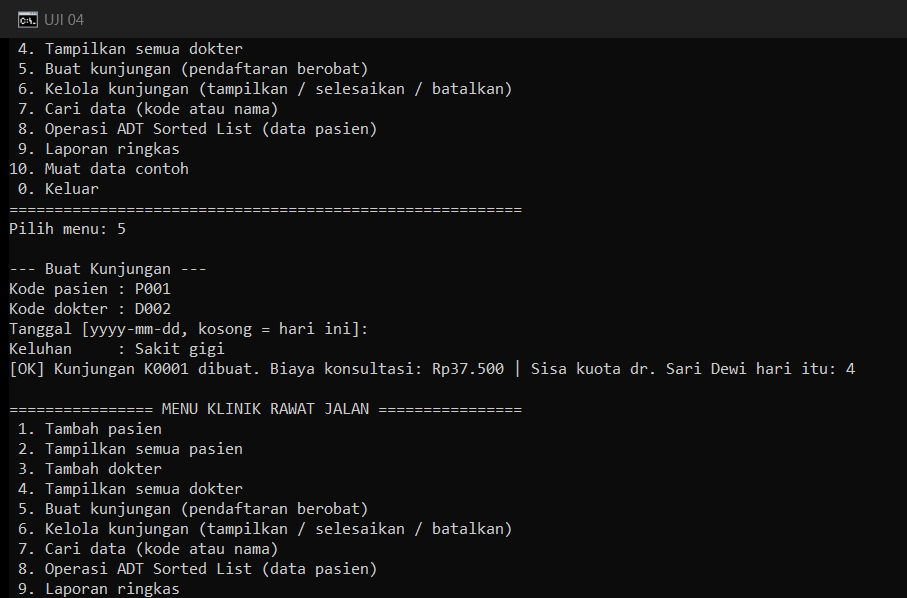 UJI 04
4. Tampilkan semua dokter
5. Buat kunjungan (pendaftaran berobat)
6. Kelola kunjungan (tampilkan / selesaikan / batalkan)
7. Cari data (kode atau nama)
8. Operasi ADT Sorted List (data pasien)
9. Laporan ringkas
10. Muat data contoh
0. Keluar
=========================================================
Pilih menu: 5
--- Buat Kunjungan ---
Kode pasien : P001
Kode dokter : D002
Tanggal [yyyy-mm-dd, kosong = hari ini]:
Keluhan     : Sakit gigi
[OK] Kunjungan K0001 dibuat. Biaya konsultasi: Rp37.500 | Sisa kuota dr. Sari Dewi hari itu: 4
================ MENU KLINIK RAWAT JALAN ================
1. Tambah pasien
2. Tampilkan semua pasien
3. Tambah dokter
4. Tampilkan semua dokter
5. Buat kunjungan (pendaftaran berobat)
6. Kelola kunjungan (tampilkan / selesaikan / batalkan)
7. Cari data (kode atau nama)
8. Operasi ADT Sorted List (data pasien)
9. Laporan ringkas